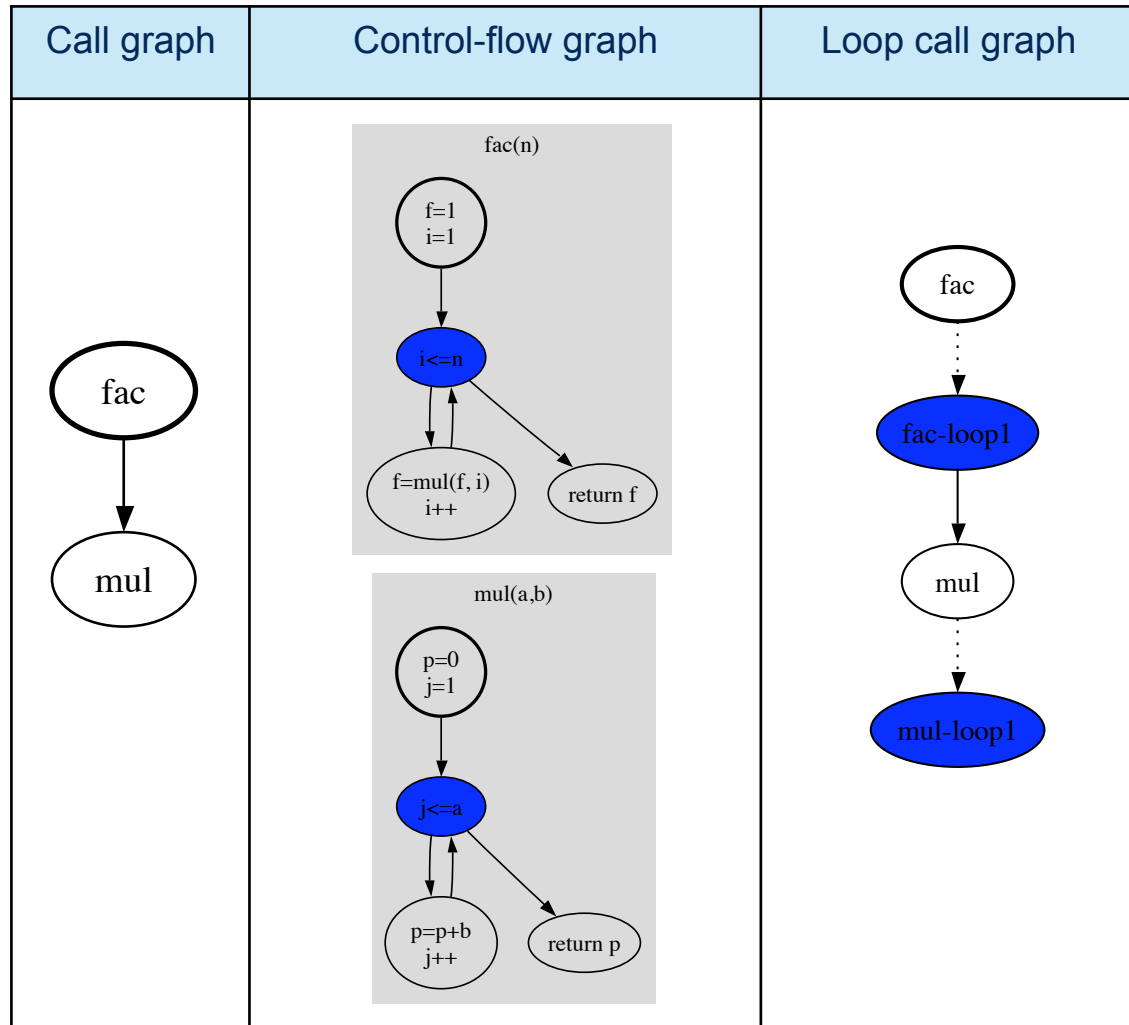 Call graph
Control-flow graph
Loop call graph
fac
mul
fac(n)
f=1
i=1
i<=n
f=mul(f, i)
i++
return f
mul(a,b)
p=0
j=1
j<=a
p=p+b
j++
return p
fac
fac-loop1
mul
mul-loop1